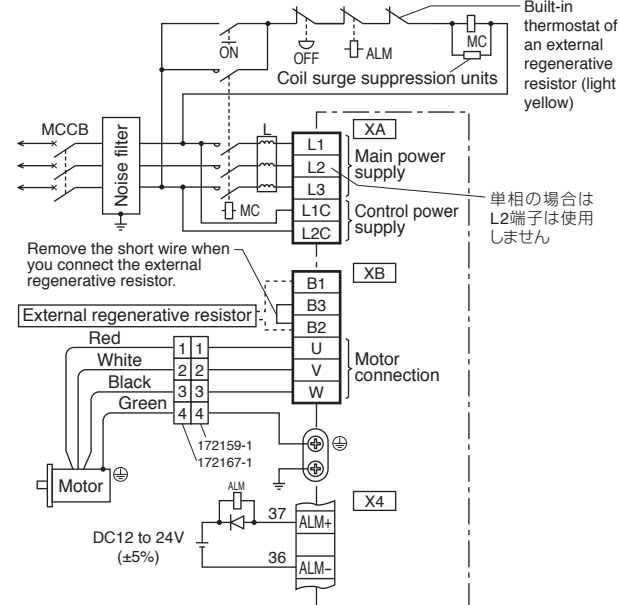 Built-in
thermostat of
an external
regenerative
resistor (light
yellow)
ON
OFF
ALM
MC
Coil surge suppression units
MCCB
Noise filter
L
MC
XA
L1
L2
L3
L1C
L2C
Main power
supply
Control power
supply
単相の場合は
L2端子は使用
しません
Remove the short wire when
you connect the external
regenerative resistor.
External regenerative resistor
XB
B1
B3
B2
U
V
W
Motor
connection
Red
White
Black
Green
1 1
2 2
3 3
4 4
172159-1
172167-1
Motor
ALM
DC12 to 24V
(±5%)
37
36
X4
ALM+
ALM−